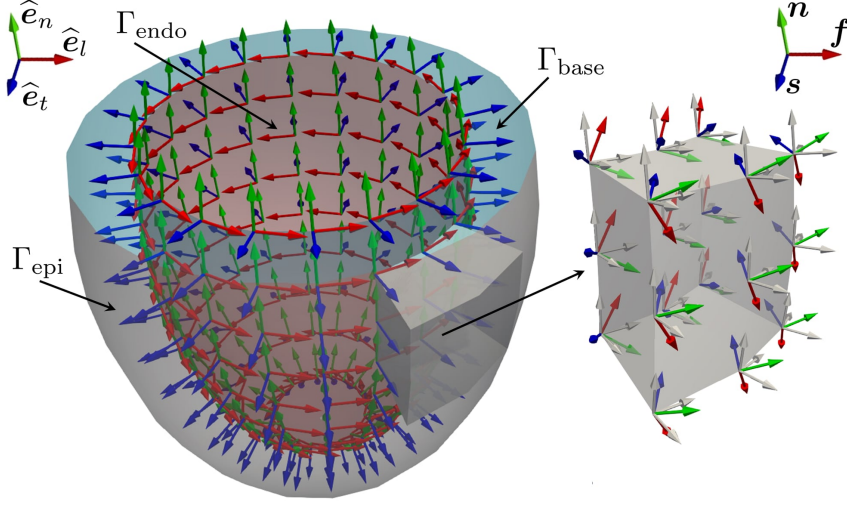 ê_n
ê_l
ê_t
Γ_endo
Γ_base
Γ_epi
n
f
s